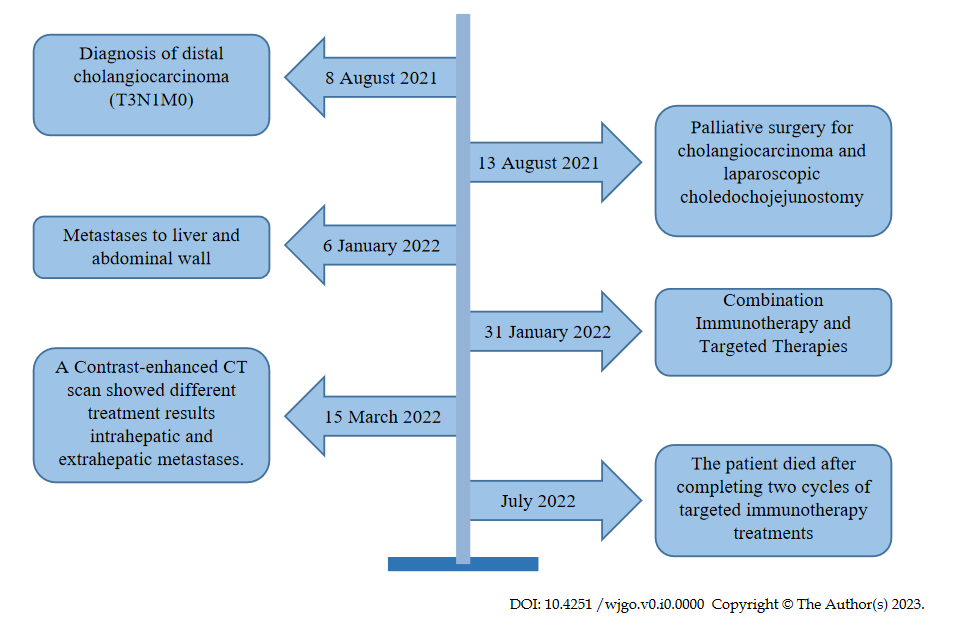 Diagnosis of distal
cholangiocarcinoma
(T3N1M0)
8 August 2021
13 August 2021
Palliative surgery for
cholangiocarcinoma and
laparoscopic
choledochojejunostomy
Metastases to liver and
abdominal wall
6 January 2022
31 January 2022
Combination
Immunotherapy and
Targeted Therapies
A Contrast-enhanced CT
scan showed different
treatment results
intrahepatic and
extrahepatic metastases.
15 March 2022
July 2022
The patient died after
completing two cycles of
targeted immunotherapy
treatments
DOI: 10.4251 /wjgo.v0.i0.0000 Copyright © The Author(s) 2023.